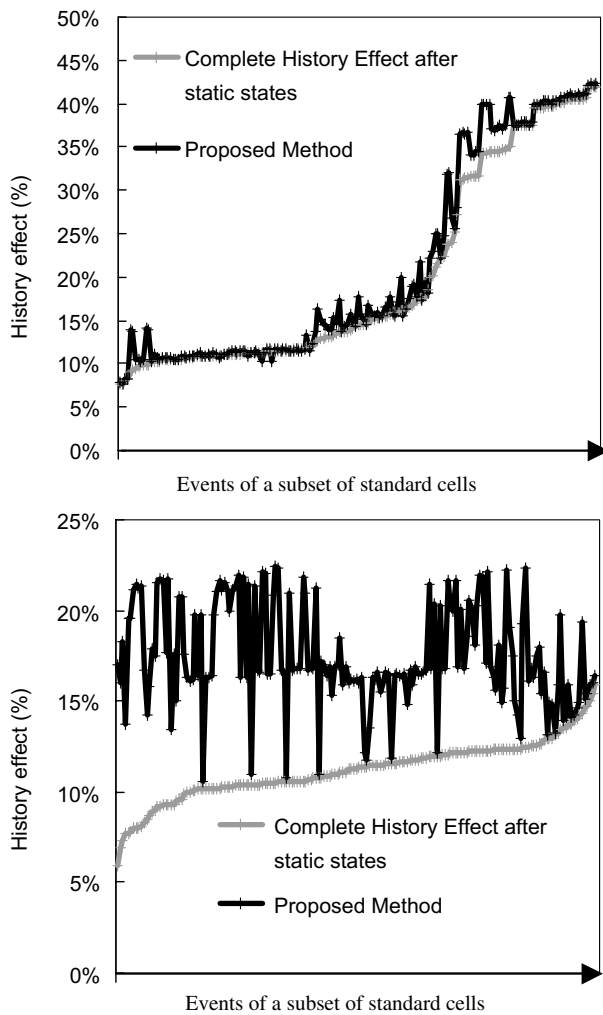 50%
45%
40%
35%
30%
25%
20%
15%
10%
5%
0%
History effect (%)
Complete History Effect after
static states
Proposed Method
Events of a subset of standard cells
25%
20%
15%
10%
5%
0%
History effect (%)
Complete History Effect after
static states
Proposed Method
Events of a subset of standard cells